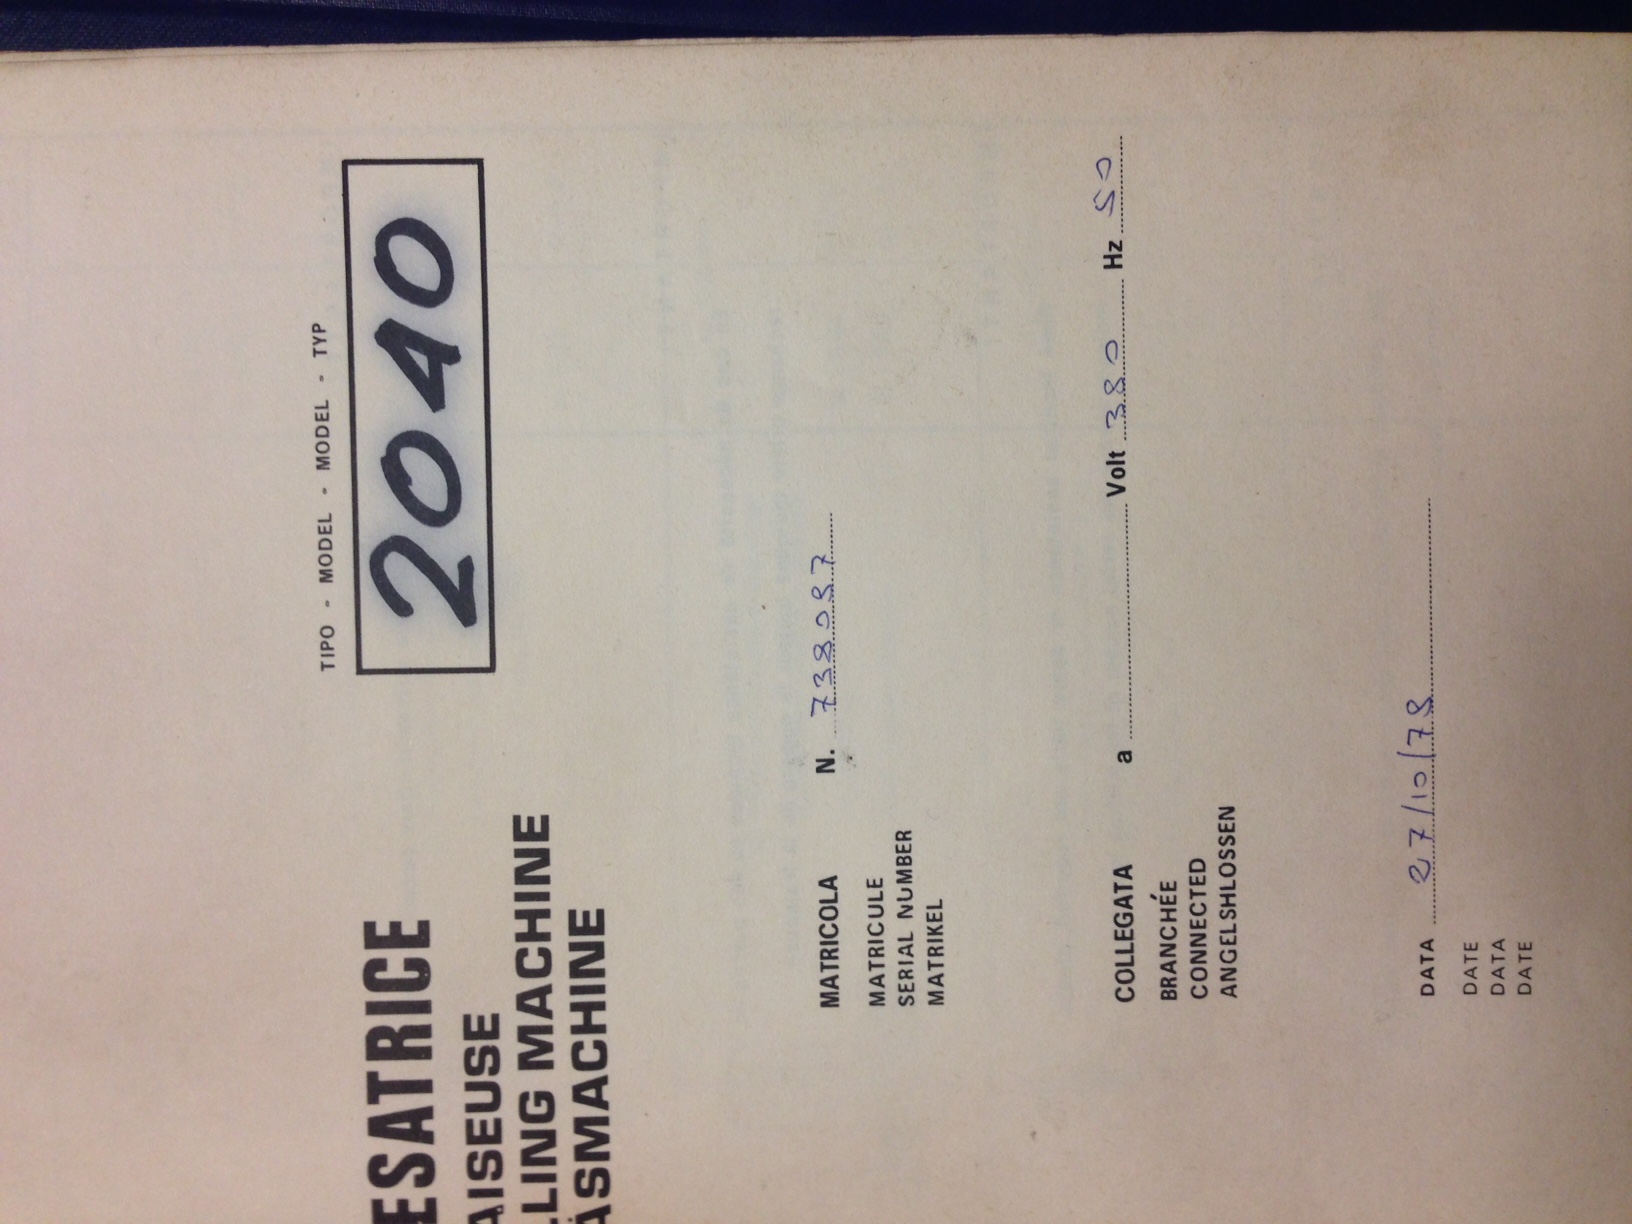 TIPO - MODEL - MODEL - TYP
2040
ESATRICE
AISEUSE
LLING MACHINE
ÄSMACHINE
MATRICOLA N. 738087
MATRICULE
SERIAL NUMBER
MATRIKEL
COLLEGATA a Volt 380 Hz 50
BRANCHÉE
CONNECTED
ANGELSHLOSSEN
DATA 27/10/78
DATE
DATA
DATE